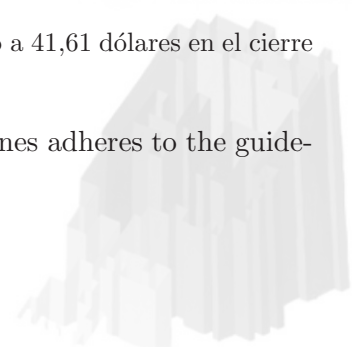 a 41,61 dólares en el cierre
nes adheres to the guide-